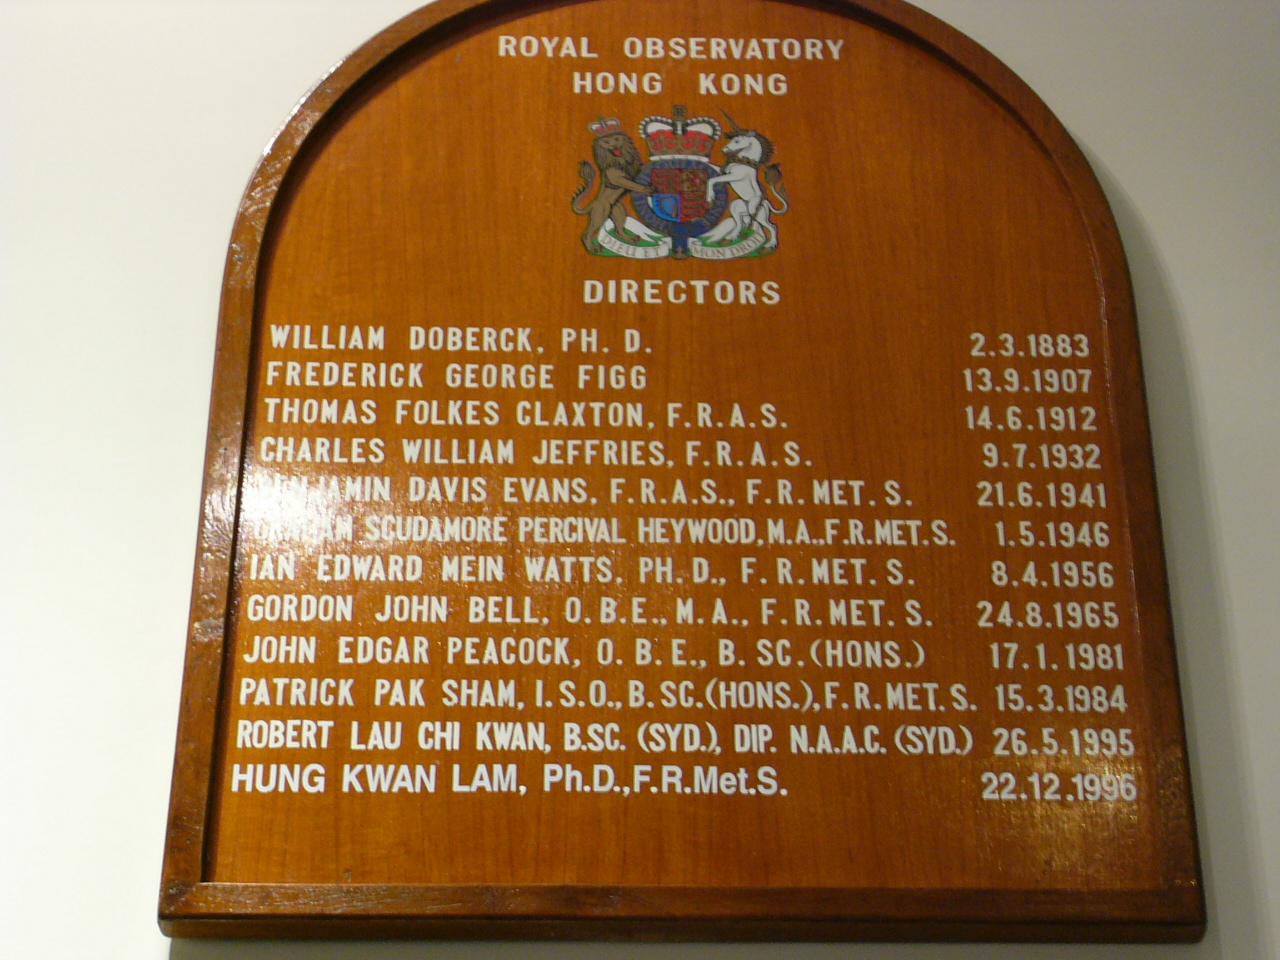 ROYAL OBSERVATORY
HONG KONG
DIEU ET MON DROIT
DIRECTORS
WILLIAM DOBERCK, PH. D. 2.3.1883
FREDERICK GEORGE FIGG 13.9.1907
THOMAS FOLKES CLAXTON, F.R.A.S. 14.6.1912
CHARLES WILLIAM JEFFRIES, F.R.A.S. 9.7.1932
BENJAMIN DAVIS EVANS, F.R.A.S., F.R.MET.S. 21.6.1941
GRAHAM SCUDAMORE PERCIVAL HEYWOOD, M.A., F.R.MET.S. 1.5.1946
IAN EDWARD MEIN WATTS, PH.D., F.R.MET.S. 8.4.1956
GORDON JOHN BELL, O.B.E., M.A., F.R.MET.S. 24.8.1965
JOHN EDGAR PEACOCK, O.B.E., B.SC.(HONS.) 17.1.1981
PATRICK PAK SHAM, I.S.O., B.SC.(HONS.), F.R.MET.S. 15.3.1984
ROBERT LAU CHI KWAN, B.SC. (SYD.), DIP. N.A.A.C. (SYD.) 26.5.1995
HUNG KWAN LAM, Ph.D.,F.R.Met.S. 22.12.1996